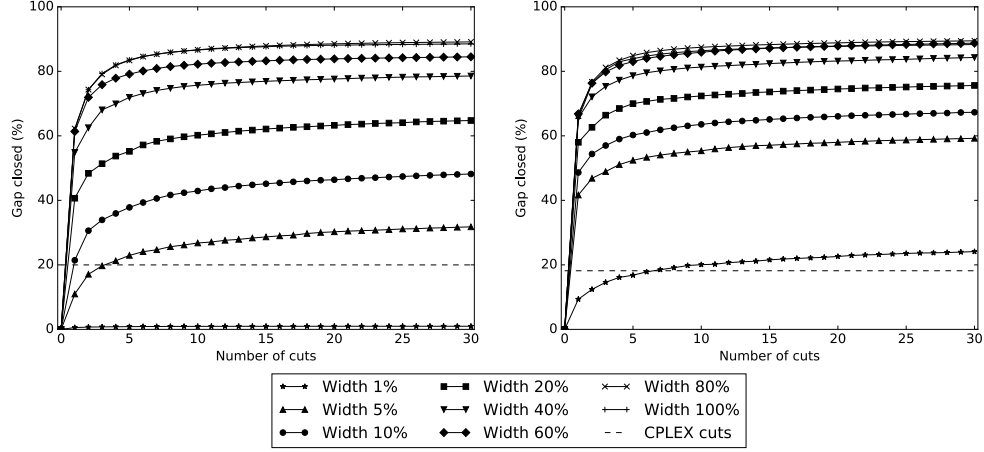 100
80
60
40
20
0
Gap closed (%)
0 5 10 15 20 25 30
Number of cuts
100
80
60
40
20
0
Gap closed (%)
0 5 10 15 20 25 30
Number of cuts
Width 1% Width 20% Width 80%
Width 5% Width 40% Width 100%
Width 10% Width 60% CPLEX cuts